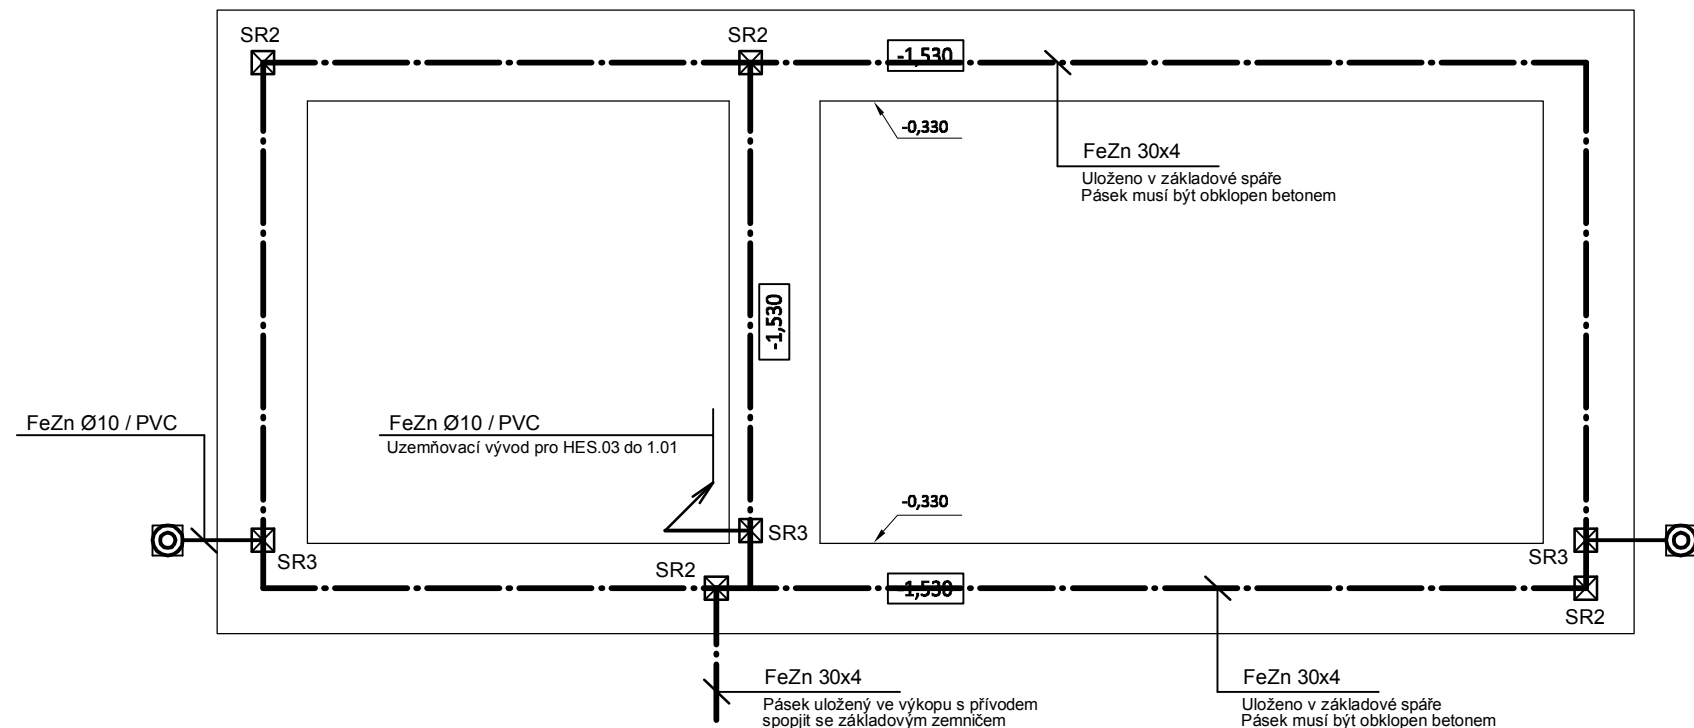 SR2
SR2
-1,530
-0,330
FeZn 30x4
Uloženo v základové spáře
Pásek musí být obklopen betonem
-1,530
FeZn Ø10 / PVC
FeZn Ø10 / PVC
Uzemňovací vývod pro HES.03 do 1.01
-0,330
SR3
SR3
SR3
SR2
-1,530
SR2
FeZn 30x4
Pásek uložený ve výkopu s přívodem
spopjit se základovým zemničem
FeZn 30x4
Uloženo v základové spáře
Pásek musí být obklopen betonem